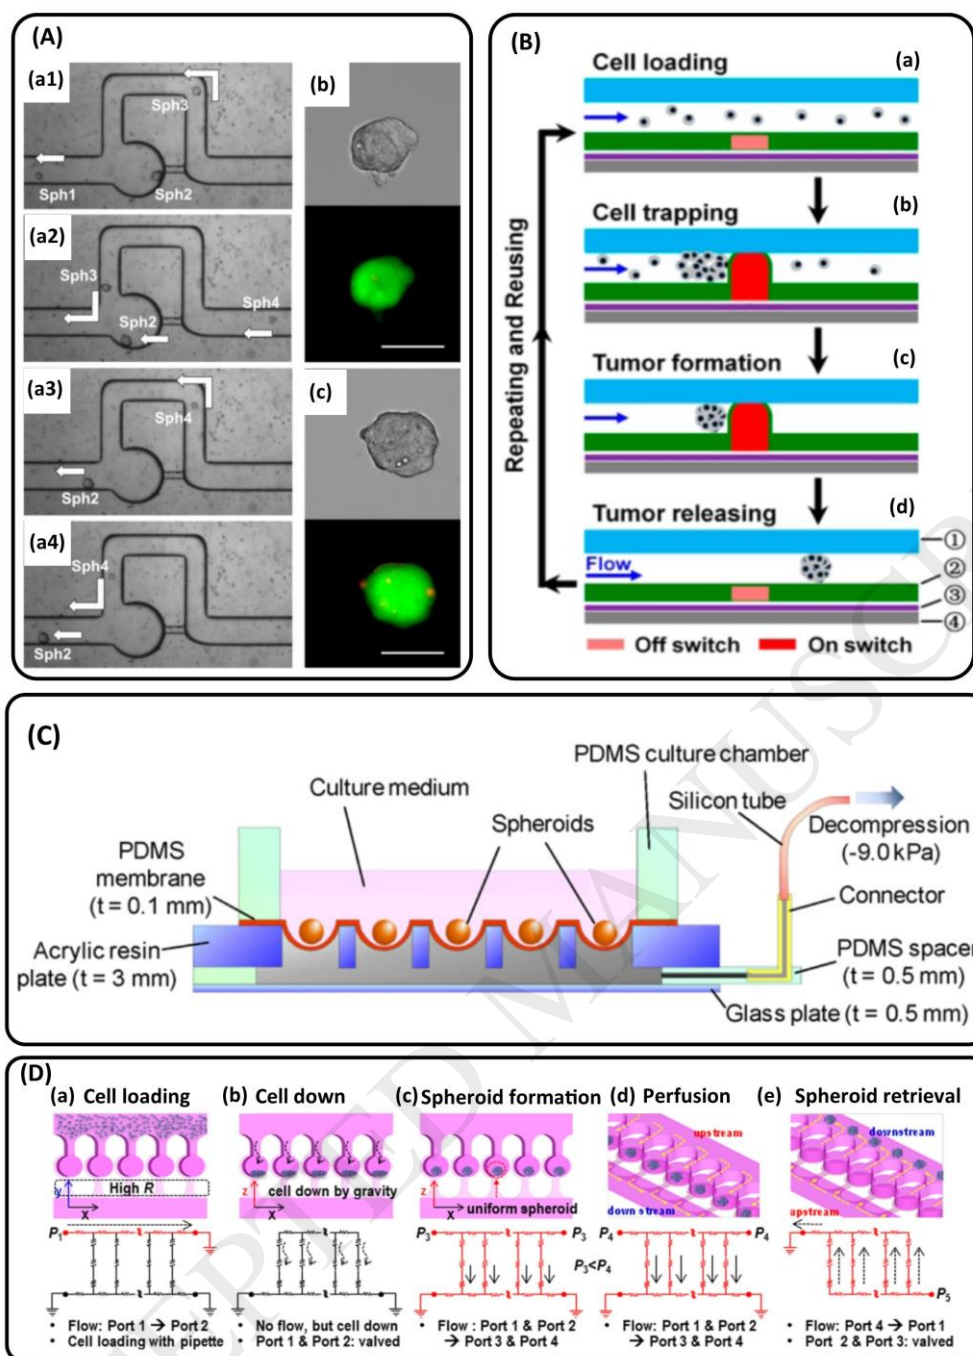 (A)
(a1)
Sph3
Sph1
Sph2
(a2)
Sph3
Sph4
Sph2
(a3)
Sph4
Sph2
(a4)
Sph4
Sph2
(b)
(c)
(B)
Cell loading
(a)
Cell trapping
(b)
Tumor formation
(c)
Tumor releasing
(d)
Flow
①
②
③
④
Off switch
On switch
Repeating and Reusing
(C)
PDMS culture chamber
Culture medium
Silicon tube
Spheroids
Decompression
(-9.0 kPa)
PDMS
membrane
(t = 0.1 mm)
Connector
Acrylic resin
plate (t = 3 mm)
PDMS spacer
(t = 0.5 mm)
Glass plate (t = 0.5 mm)
(D)
(a) Cell loading
High R
y
X
P1
• Flow: Port 1 → Port 2
• Cell loading with pipette
(b) Cell down
z
cell down by gravity
X
• No flow, but cell down
• Port 1 & Port 2: valved
(c) Spheroid formation
z
X
uniform spheroid
P3
P3
P3<P4
• Flow : Port 1 & Port 2
→ Port 3 & Port 4
(d) Perfusion
upstream
downstream
P4
P4
• Flow: Port 1 & Port 2
→ Port 3 & Port 4
(e) Spheroid retrieval
downstream
upstream
P5
• Flow: Port 4 → Port 1
• Port 2 & Port 3: valved
EPTED MANUSCR